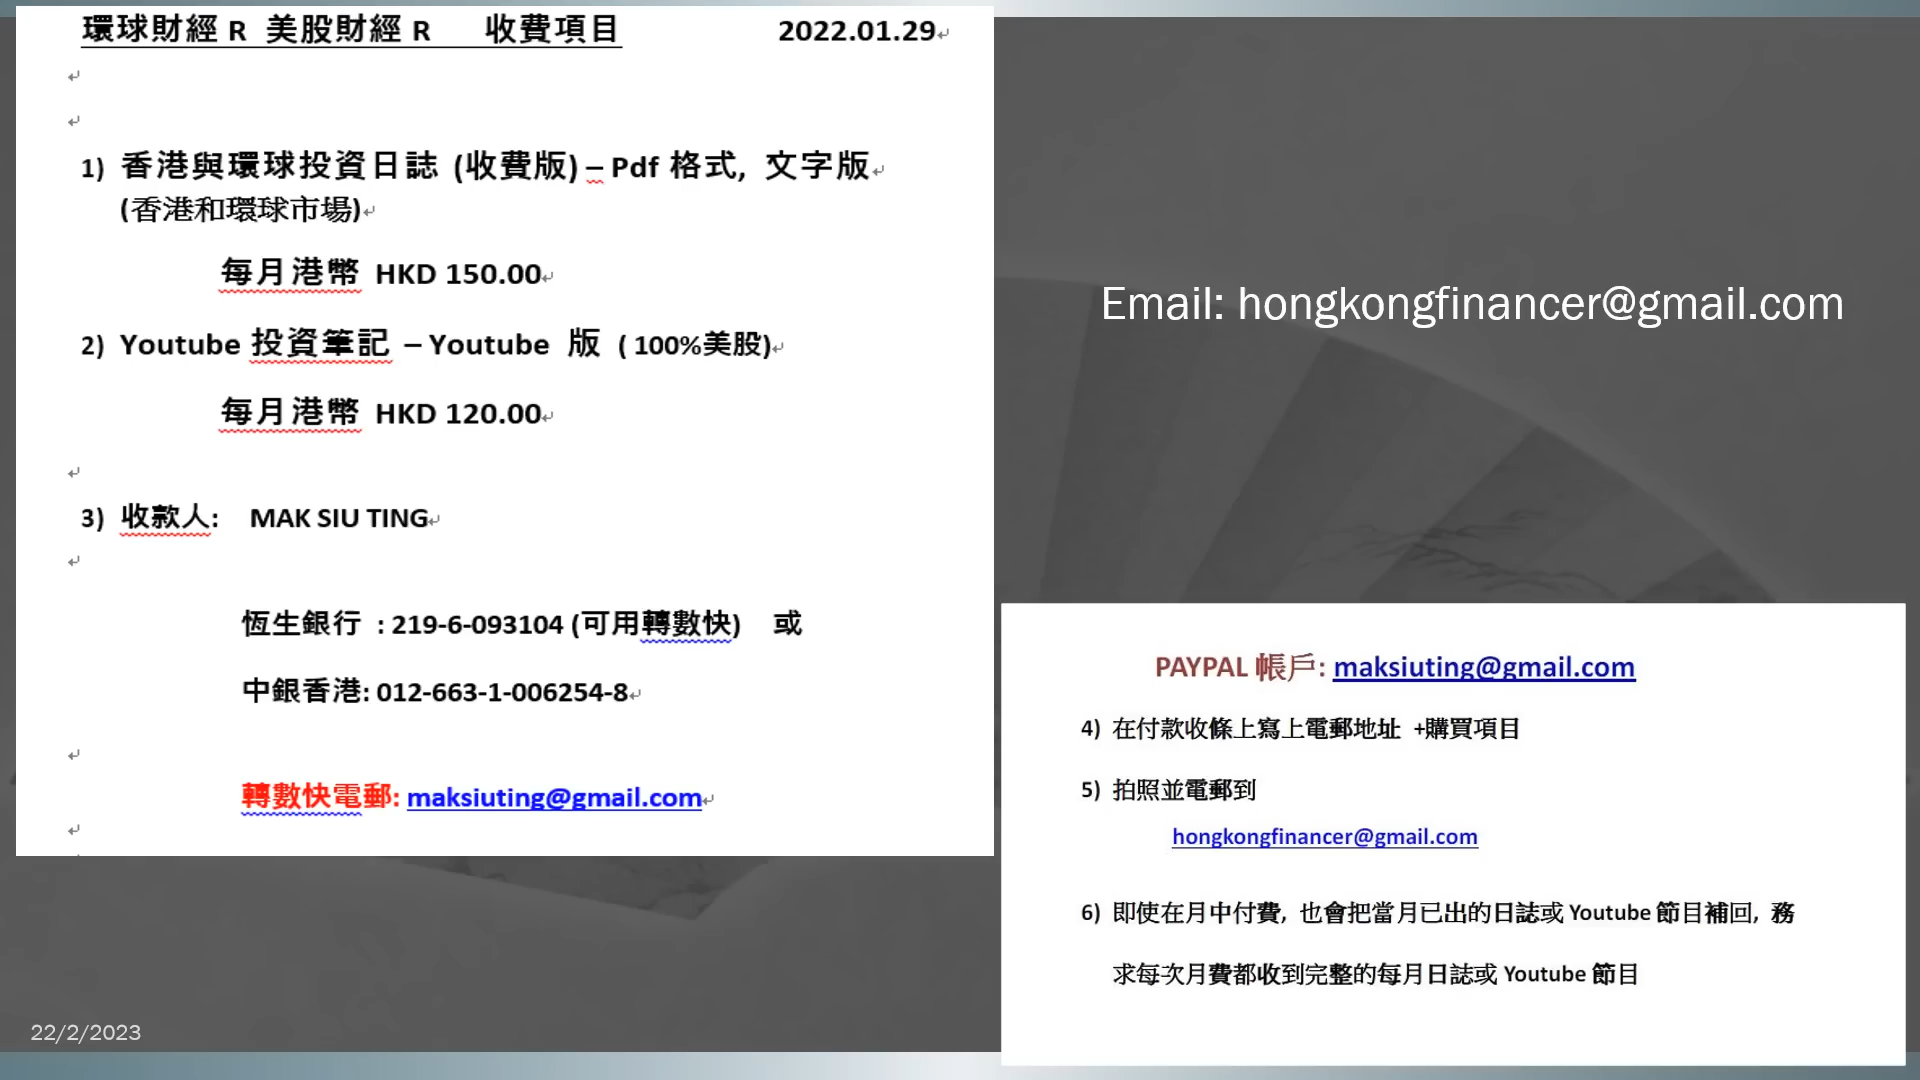 環球財經 R 美股財經 R 收費項目 2022.01.29
1) 香港與環球投資日誌 (收費版) – Pdf 格式, 文字版
(香港和環球市場)
每月港幣 HKD 150.00
2) Youtube 投資筆記 – Youtube 版 ( 100%美股)
每月港幣 HKD 120.00
3) 收款人: MAK SIU TING
恆生銀行 : 219-6-093104 (可用轉數快) 或
中銀香港: 012-663-1-006254-8
轉數快電郵: maksiuting@gmail.com
Email: hongkongfinancer@gmail.com
PAYPAL 帳戶: maksiuting@gmail.com
4) 在付款收條上寫上電郵地址 +購買項目
5) 拍照並電郵到
hongkongfinancer@gmail.com
6) 即使在月中付費, 也會把當月已出的日誌或 Youtube 節目補回, 務
求每次月費都收到完整的每月日誌或 Youtube 節目
22/2/2023